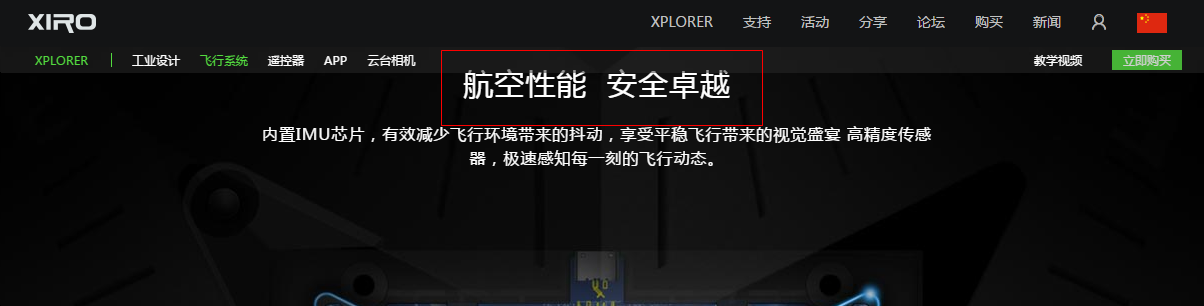 XIRO
XPLORER 支持 活动 分享 论坛 购买 新闻
XPLORER 工业设计 飞行系统 遥控器 APP 云台相机 教学视频 立即购买
航空性能 安全卓越
内置IMU芯片，有效减少飞行环境带来的抖动，享受平稳飞行带来的视觉盛宴 高精度传感
器，极速感知每一刻的飞行动态。